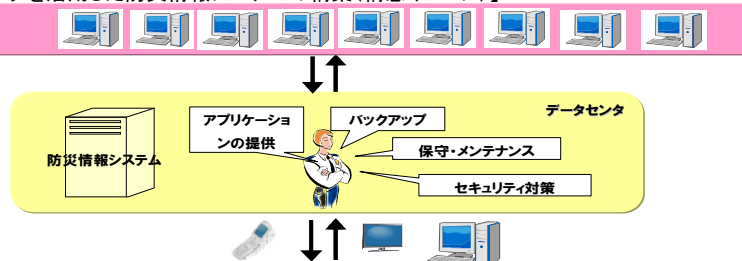 データセンタ
アプリケーショ
ンの提供
バックアップ
防災情報システム
保守・メンテナンス
セキュリティ対策